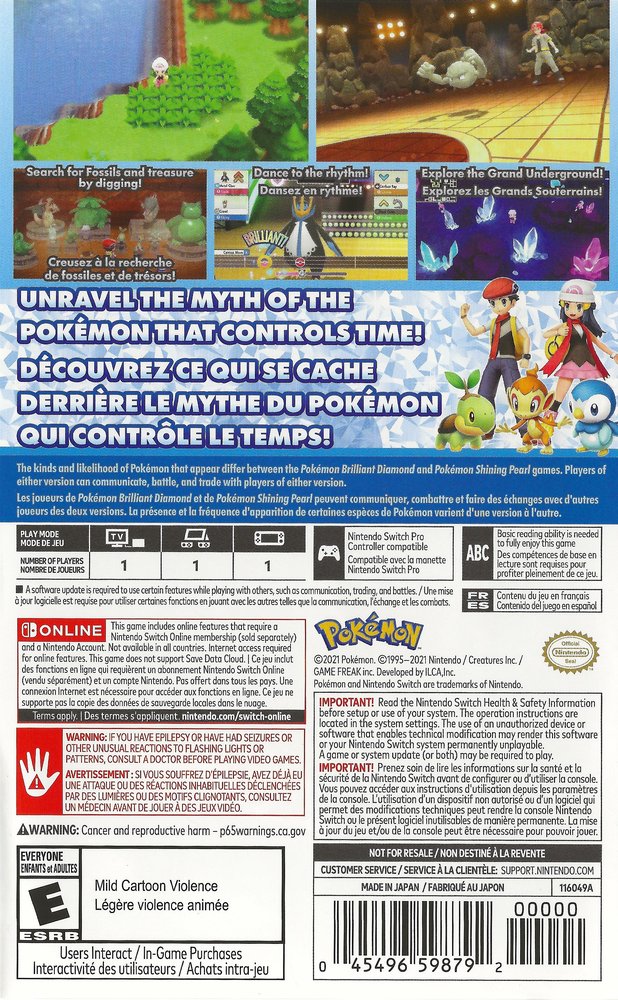 Search for Fossils and treasure
by digging!
Creusez à la recherche
de fossiles et de trésors!
Dance to the rhythm!
Dansez en rythme!
BRILLIANT!
Explore the Grand Underground!
Explorez les Grands Souterrains!
UNRAVEL THE MYTH OF THE
POKÉMON THAT CONTROLS TIME!
DÉCOUVREZ CE QUI SE CACHE
DERRIÈRE LE MYTHE DU POKÉMON
QUI CONTRÔLE LE TEMPS!
The kinds and likelihood of Pokémon that appear differ between the Pokémon Brilliant Diamond and Pokémon Shining Pearl games. Players of
either version can communicate, battle, and trade with players of either version.
Les joueurs de Pokémon Brilliant Diamond et de Pokémon Shining Pearl peuvent communiquer, combattre et faire des échanges avec d'autres
joueurs des deux versions. La présence et la fréquence d'apparition de certaines espèces de Pokémon varient d'une version à l'autre.
PLAY MODE
MODE DE JEU
TV
NUMBER OF PLAYERS
NOMBRE DE JOUEURS
1
1
1
Nintendo Switch Pro
Controller compatible
Compatible avec la manette
Nintendo Switch Pro
ABC
Basic reading ability is needed
to fully enjoy this game
Des compétences de base en
lecture sont requises pour
profiter pleinement de ce jeu.
■ A software update is required to use certain features while playing with others, such as communication, trading, and battles. / Une mise
à jour logicielle est requise pour utiliser certaines fonctions en jouant avec les autres telles que la communication, l'échange et les combats.
FR
ES
Contenu du jeu en français
Contenido del juego en español
ONLINE
This game includes online features that require a
Nintendo Switch Online membership (sold separately)
and a Nintendo Account. Not available in all countries. Internet access required
for online features. This game does not support Save Data Cloud. | Ce jeu inclut
des fonctions en ligne qui requièrent un abonnement Nintendo Switch Online
(vendu séparément) et un compte Nintendo. Pas offert dans tous les pays. Une
connexion Internet est nécessaire pour accéder aux fonctions en ligne. Ce jeu ne
supporte pas la copie des données de sauvegarde locales dans le nuage.
Terms apply. | Des termes s'appliquent. nintendo.com/switch-online
WARNING: IF YOU HAVE EPILEPSY OR HAVE HAD SEIZURES OR
OTHER UNUSUAL REACTIONS TO FLASHING LIGHTS OR
PATTERNS, CONSULT A DOCTOR BEFORE PLAYING VIDEO GAMES.
AVERTISSEMENT : SI VOUS SOUFFREZ D'ÉPILEPSIE, AVEZ DÉJÀ EU
UNE ATTAQUE OU DES RÉACTIONS INHABITUELLES DÉCLENCHÉES
PAR DES LUMIÈRES OU DES MOTIFS CLIGNOTANTS, CONSULTEZ
UN MÉDECIN AVANT DE JOUER À DES JEUX VIDÉO.
WARNING: Cancer and reproductive harm – p65warnings.ca.gov
EVERYONE
ENFANTS et ADULTES
E
ESRB
Mild Cartoon Violence
Légère violence animée
Users Interact / In-Game Purchases
Interactivité des utilisateurs / Achats intra-jeu
POKéMON
©2021 Pokémon. ©1995–2021 Nintendo / Creatures Inc. /
GAME FREAK inc. Developed by ILCA,Inc.
Pokémon and Nintendo Switch are trademarks of Nintendo.
Official
Nintendo
Seal
IMPORTANT! Read the Nintendo Switch Health & Safety Information
before setup or use of your system. The operation instructions are
located in the system settings. The use of an unauthorized device or
software that enables technical modification may render this software
or your Nintendo Switch system permanently unplayable.
A game or system update (or both) may be required to play.
IMPORTANT! Prenez soin de lire les informations sur la santé et la
sécurité de la Nintendo Switch avant de configurer ou d'utiliser la console.
Vous pouvez accéder aux instructions d'utilisation depuis les paramètres
de la console. L'utilisation d'un dispositif non autorisé ou d'un logiciel qui
permet des modifications techniques peut rendre la console Nintendo
Switch ou le présent logiciel inutilisables de manière permanente. La mise
à jour du jeu et/ou de la console peut être nécessaire pour pouvoir jouer.
NOT FOR RESALE / NON DESTINÉ À LA REVENTE
CUSTOMER SERVICE / SERVICE À LA CLIENTÈLE: SUPPORT.NINTENDO.COM
MADE IN JAPAN / FABRIQUÉ AU JAPON
116049A
00000
0 45496 59879 2